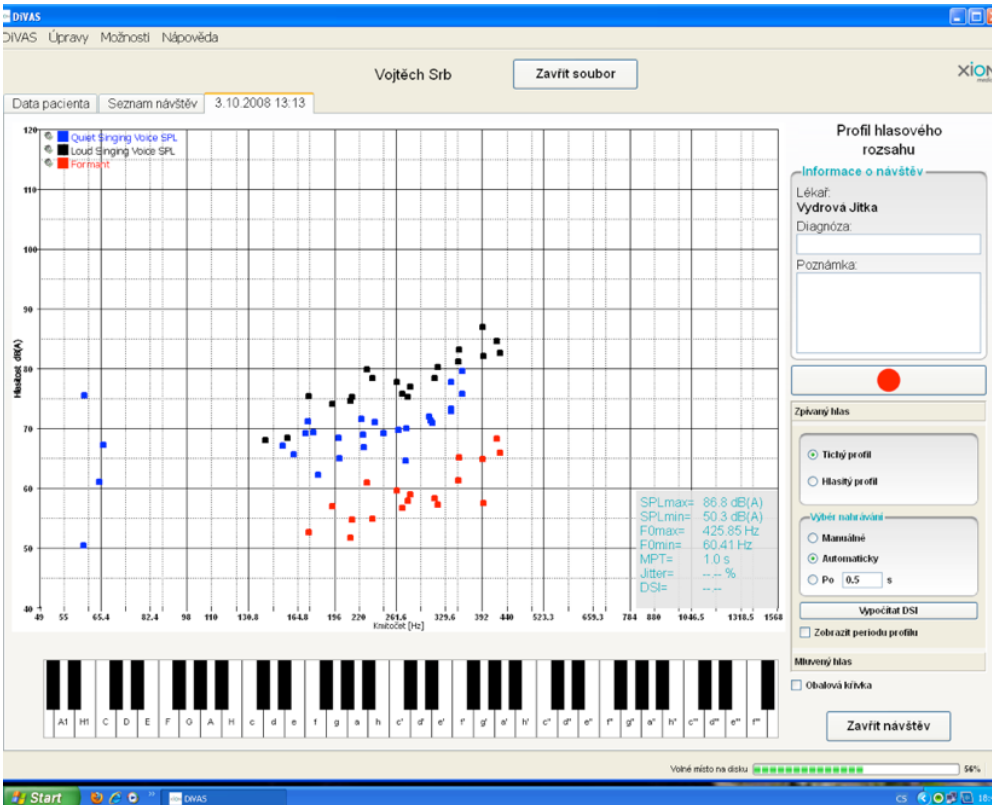 DiVAS
DiVAS Úpravy Možnosti Nápověda
Vojtěch Srb
Zavřít soubor
XION
Data pacienta
Seznam návštěv
3.10.2008 13:13
Quiet Singing Voice SPL
Loud Singing Voice SPL
Formant
120
110
100
90
80
70
60
50
40
Hlasitost dB(A)
49 55 65.4 82.4 98 110 130.8 164.8 196 220 261.6 329.6 392 440 523.3 659.3 784 880 1046.5 1318.5 1568
Kmitočet [Hz]
SPLmax= 86.8 dB(A)
SPLmin= 50.3 dB(A)
F0max= 425.85 Hz
F0min= 60.41 Hz
MPT= 1.0 s
Jitter= --.-- %
DSI= --.--
A1 H1 C D E F G A H c d e f g a h c' d' e' f' g' a' h' c'' d'' e'' f'' g'' a'' h'' c''' d''' e''' f'''
Profil hlasového
rozsahu
Informace o návštěv
Lékař:
Vydrová Jitka
Diagnóza:
Poznámka:
Zpívaný hlas
Tichý profil
Hlasitý profil
Výběr nahrávání
Manuálně
Automaticky
Po 0.5 s
Vypočítat DSI
Zobrazit periodu profilu
Mluvený hlas
Obalová křivka
Zavřít návštěv
Volné místo na disku 56%
Start
DiVAS
CS